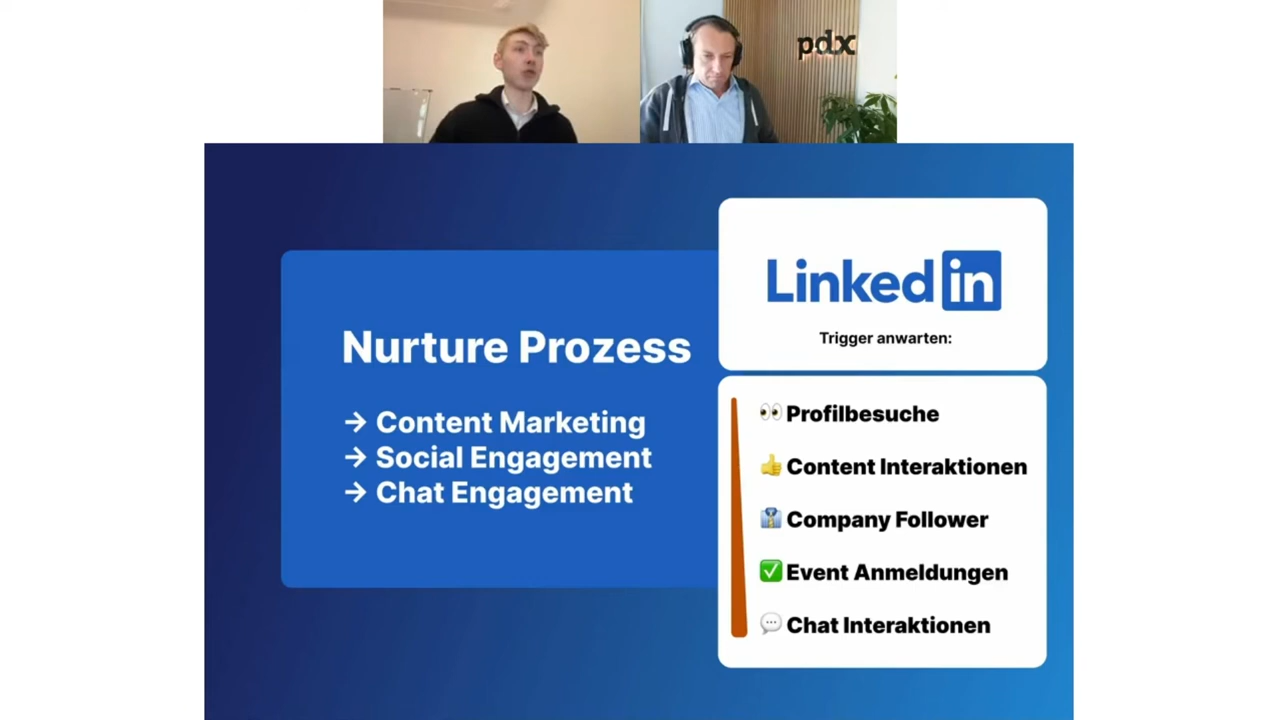 pdx
LinkedIn
Trigger anwarten:
Nurture Prozess
→ Content Marketing
→ Social Engagement
→ Chat Engagement
👀 Profilbesuche
👍 Content Interaktionen
👔 Company Follower
✅ Event Anmeldungen
💬 Chat Interaktionen